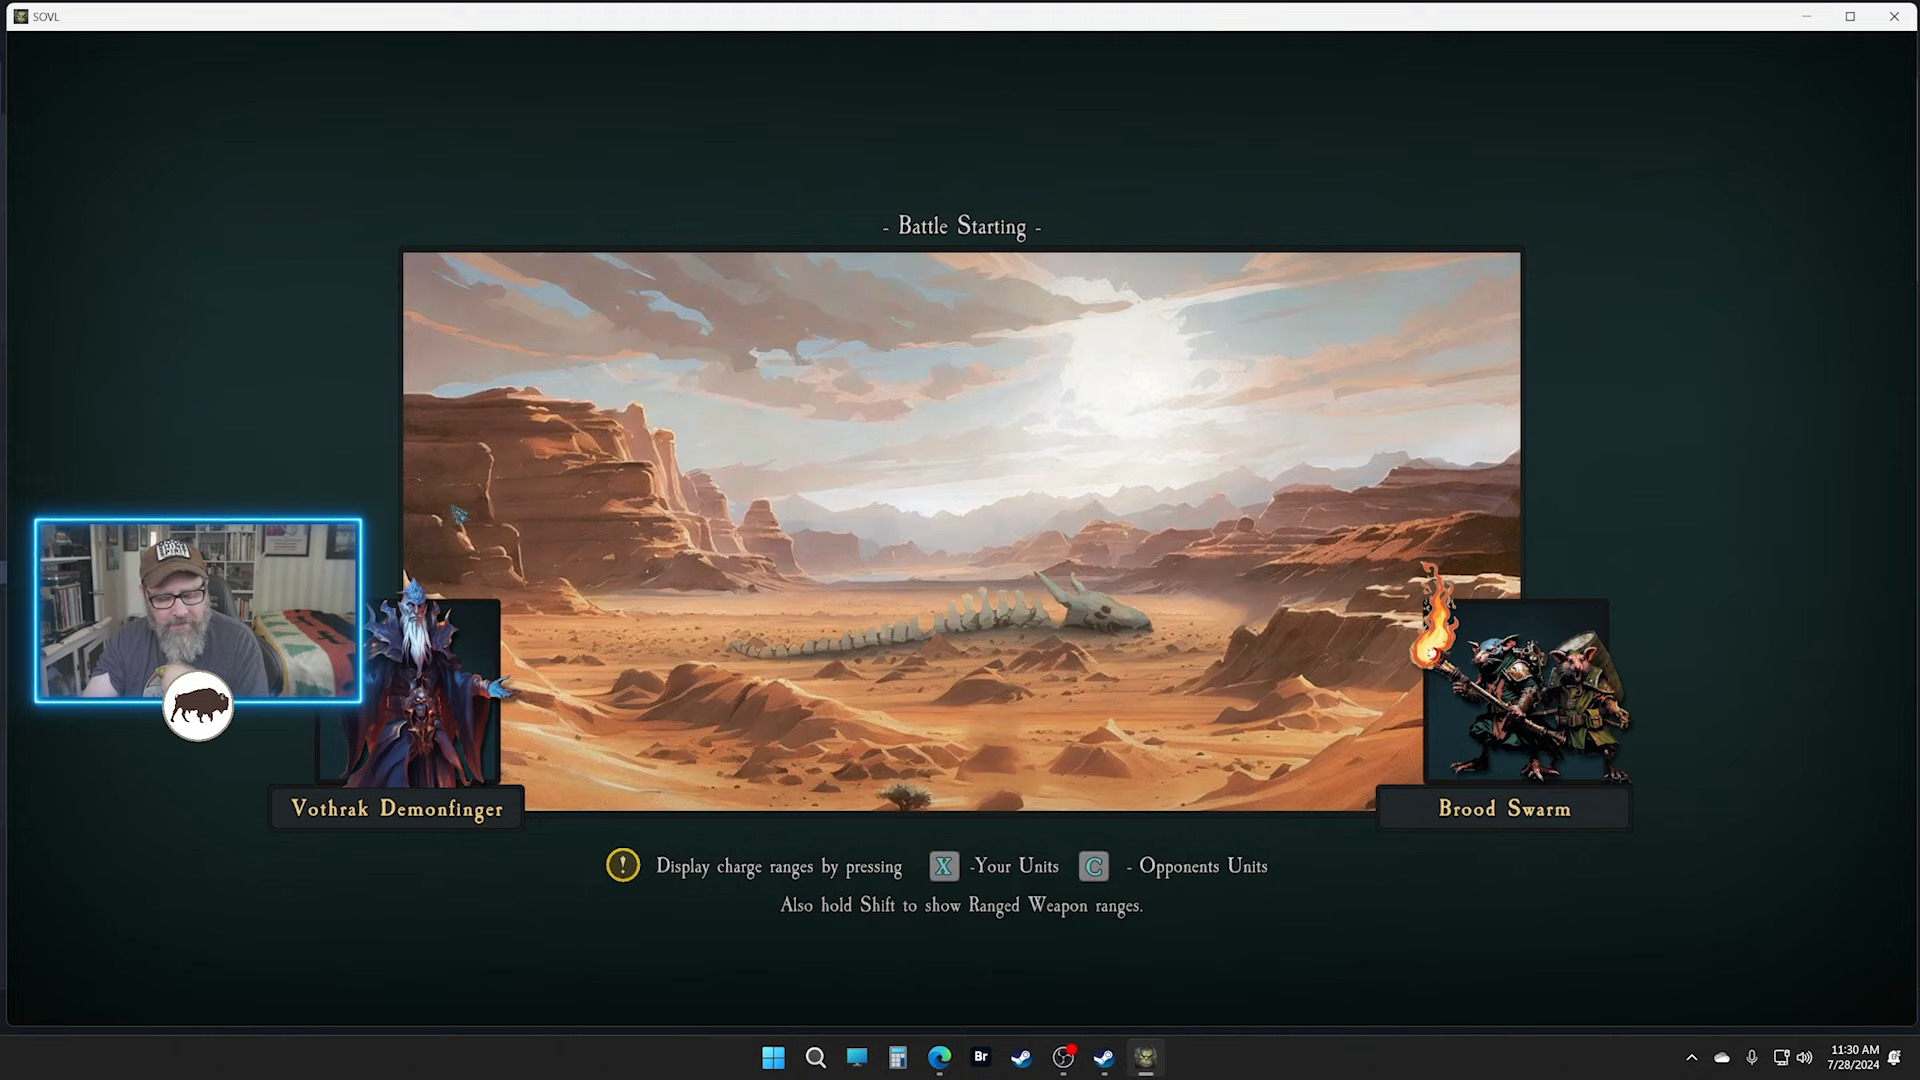 SOVL
- Battle Starting -
Vothrak Demonfinger
Brood Swarm
! Display charge ranges by pressing X -Your Units C - Opponents Units
Also hold Shift to show Ranged Weapon ranges.
Br
11:30 AM
7/28/2024